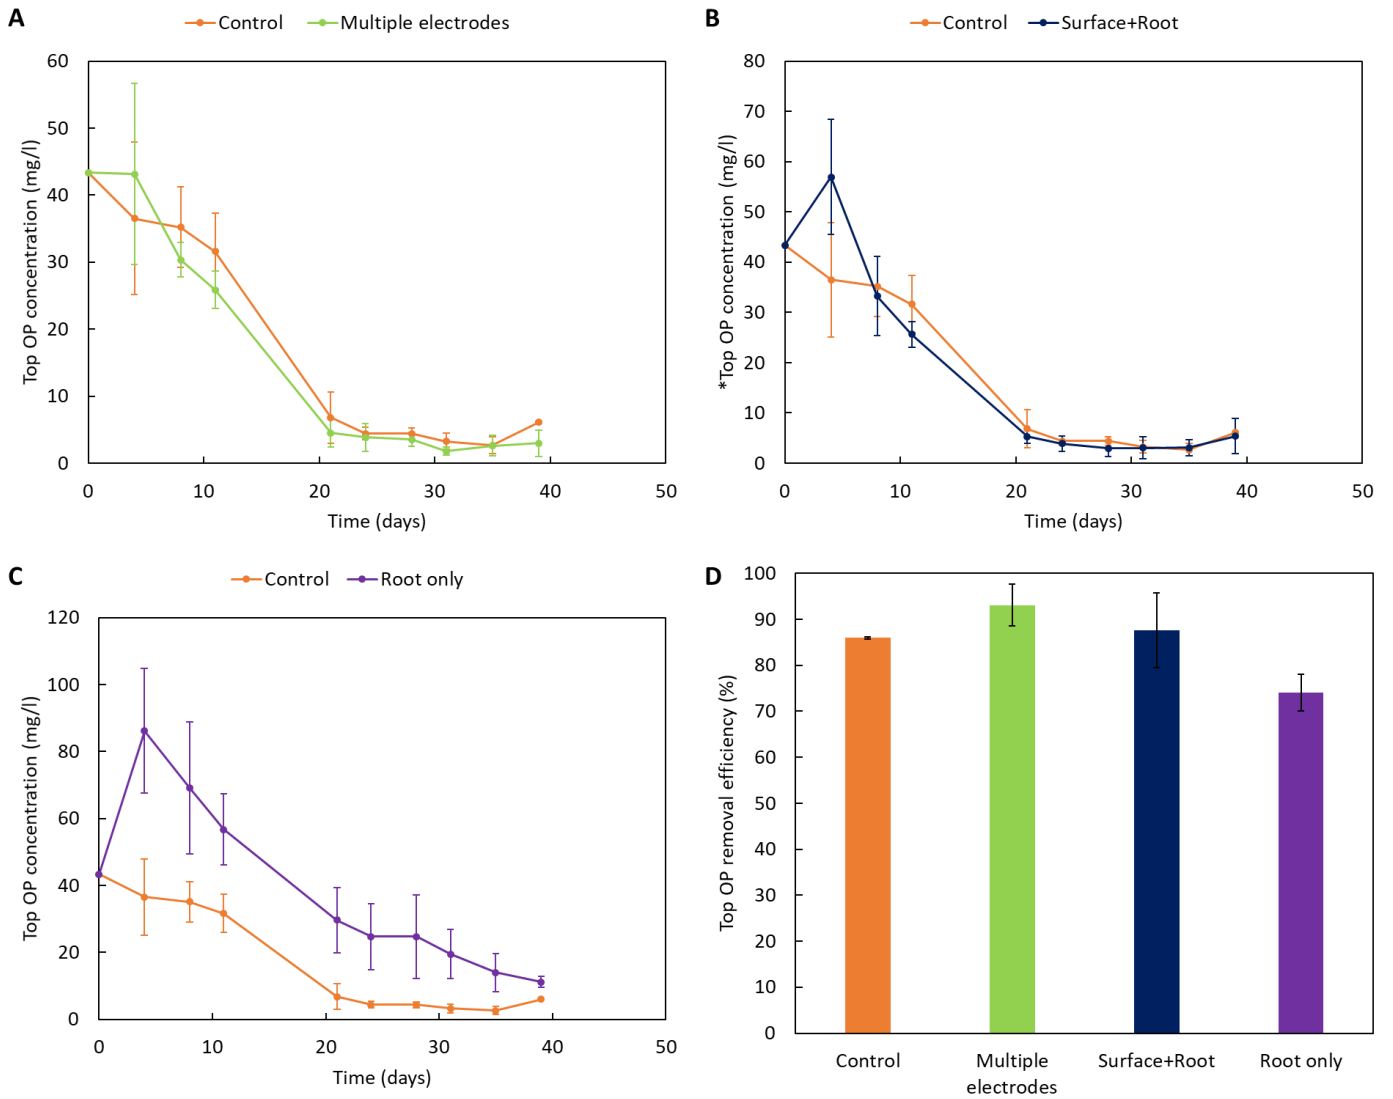 A
Control
Multiple electrodes
Top OP concentration (mg/l)
60
50
40
30
20
10
0
0 10 20 30 40 50
Time (days)
B
Control
Surface+Root
*Top OP concentration (mg/l)
80
70
60
50
40
30
20
10
0
0 10 20 30 40 50
Time (days)
C
Control
Root only
Top OP concentration (mg/l)
120
100
80
60
40
20
0
0 10 20 30 40 50
Time (days)
D
Top OP removal efficiency (%)
100
90
80
70
60
50
40
30
20
10
0
Control
Multiple
electrodes
Surface+Root
Root only